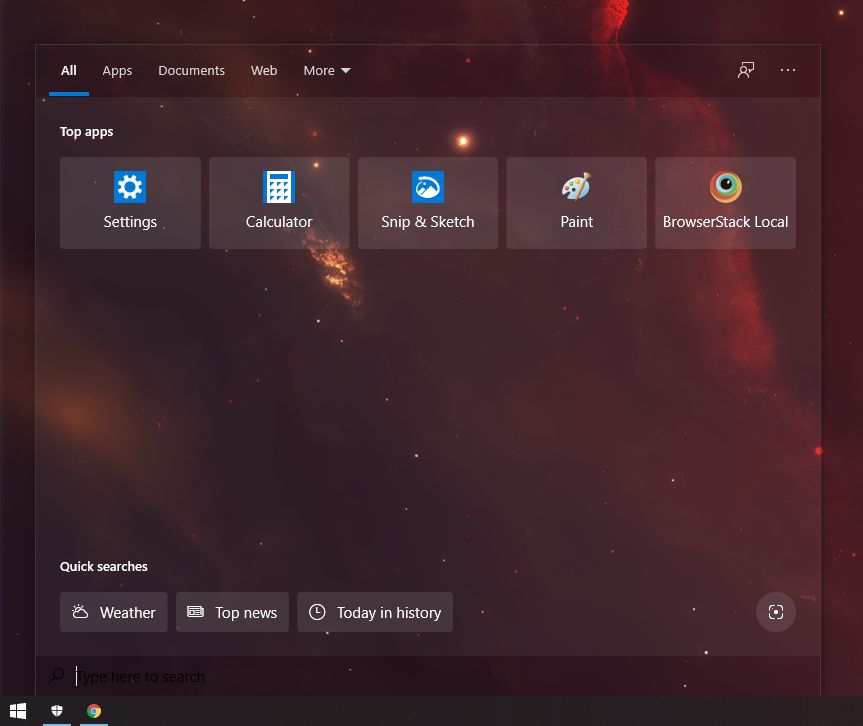 All Apps Documents Web More
Top apps
Settings Calculator Snip & Sketch Paint BrowserStack Local
Quick searches
Weather Top news Today in history
Type here to search